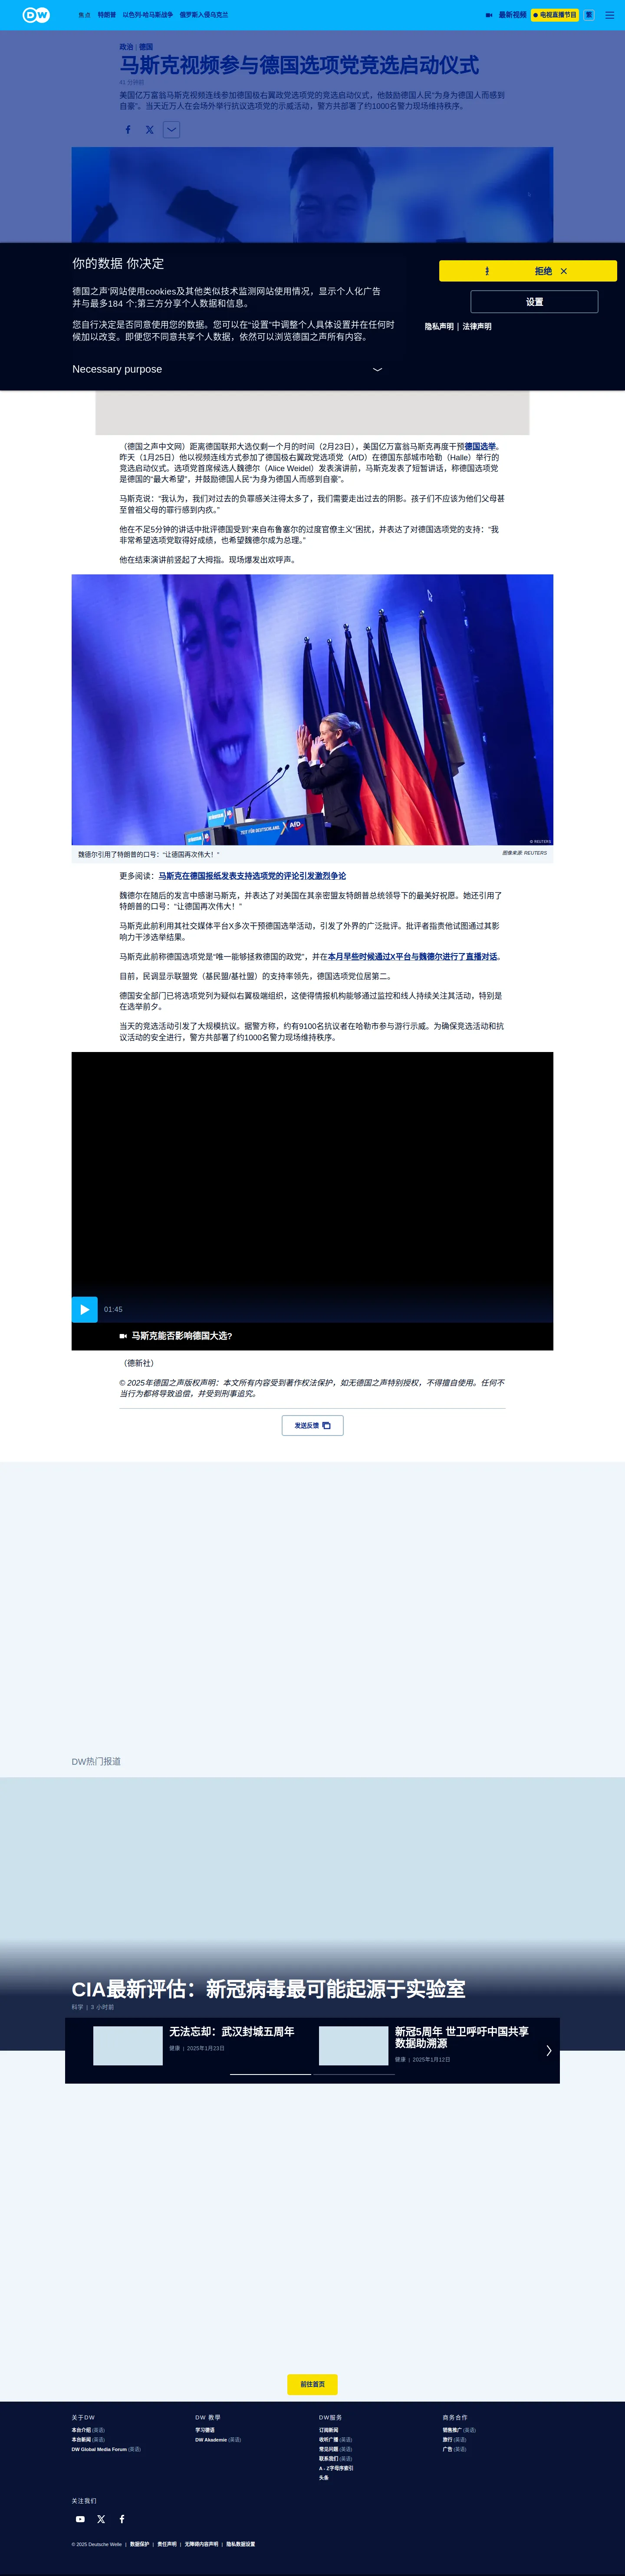 DW
焦点 特朗普 以色列-哈马斯战争 俄罗斯入侵乌克兰
最新视频 电视直播节目 繁
政治 | 德国
马斯克视频参与德国选项党竞选启动仪式
41 分钟前
美国亿万富翁马斯克视频连线参加德国极右翼政党选项党的竞选启动仪式，他鼓励德国人民“为身为德国人而感到
自豪”。当天近万人在会场外举行抗议选项党的示威活动，警方共部署了约1000名警力现场维持秩序。
你的数据 你决定
德国之声'网站使用cookies及其他类似技术监测网站使用情况，显示个人化广告
并与最多184 个;第三方分享个人数据和信息。
您自行决定是否同意使用您的数据。您可以在“设置”中调整个人具体设置并在任何时
候加以改变。即便您不同意共享个人数据，依然可以浏览德国之声所有内容。
Necessary purpose
拒绝
设置
隐私声明 | 法律声明
（德国之声中文网）距离德国联邦大选仅剩一个月的时间（2月23日），美国亿万富翁马斯克再度干预德国选举。
昨天（1月25日）他以视频连线方式参加了德国极右翼政党选项党（AfD）在德国东部城市哈勒（Halle）举行的
竞选启动仪式。选项党首席候选人魏德尔（Alice Weidel）发表演讲前，马斯克发表了短暂讲话，称德国选项党
是德国的“最大希望”，并鼓励德国人民“为身为德国人而感到自豪”。
马斯克说：“我认为，我们对过去的负罪感关注得太多了，我们需要走出过去的阴影。孩子们不应该为他们父母甚
至曾祖父母的罪行感到内疚。”
他在不足5分钟的讲话中批评德国受到“来自布鲁塞尔的过度官僚主义”困扰，并表达了对德国选项党的支持：“我
非常希望选项党取得好成绩，也希望魏德尔成为总理。”
他在结束演讲前竖起了大拇指。现场爆发出欢呼声。
ZEIT FÜR DEUTSCHLAND. AfD
© REUTERS
魏德尔引用了特朗普的口号：“让德国再次伟大！”
图像来源: REUTERS
更多阅读：马斯克在德国报纸发表支持选项党的评论引发激烈争论
魏德尔在随后的发言中感谢马斯克，并表达了对美国在其亲密盟友特朗普总统领导下的最美好祝愿。她还引用了
特朗普的口号：“让德国再次伟大！”
马斯克此前利用其社交媒体平台X多次干预德国选举活动，引发了外界的广泛批评。批评者指责他试图通过其影
响力干涉选举结果。
马斯克此前称德国选项党是“唯一能够拯救德国的政党”，并在本月早些时候通过X平台与魏德尔进行了直播对话。
目前，民调显示联盟党（基民盟/基社盟）的支持率领先，德国选项党位居第二。
德国安全部门已将选项党列为疑似右翼极端组织，这使得情报机构能够通过监控和线人持续关注其活动，特别是
在选举前夕。
当天的竞选活动引发了大规模抗议。据警方称，约有9100名抗议者在哈勒市参与游行示威。为确保竞选活动和抗
议活动的安全进行，警方共部署了约1000名警力现场维持秩序。
01:45
马斯克能否影响德国大选?
（德新社）
© 2025年德国之声版权声明：本文所有内容受到著作权法保护，如无德国之声特别授权，不得擅自使用。任何不
当行为都将导致追偿，并受到刑事追究。
发送反馈
DW热门报道
CIA最新评估：新冠病毒最可能起源于实验室
科学 | 3 小时前
无法忘却：武汉封城五周年
健康 | 2025年1月23日
新冠5周年 世卫呼吁中国共享
数据助溯源
健康 | 2025年1月12日
前往首页
关于DW
本台介绍 (英语)
本台新闻 (英语)
DW Global Media Forum (英语)
DW 教學
学习德语
DW Akademie (英语)
DW服务
订阅新闻
收听广播 (英语)
常见问题 (英语)
联系我们 (英语)
A - Z字母序索引
头条
商务合作
销售推广 (英语)
旅行 (英语)
广告 (英语)
关注我们
© 2025 Deutsche Welle | 数据保护 | 责任声明 | 无障碍内容声明 | 隐私数据设置